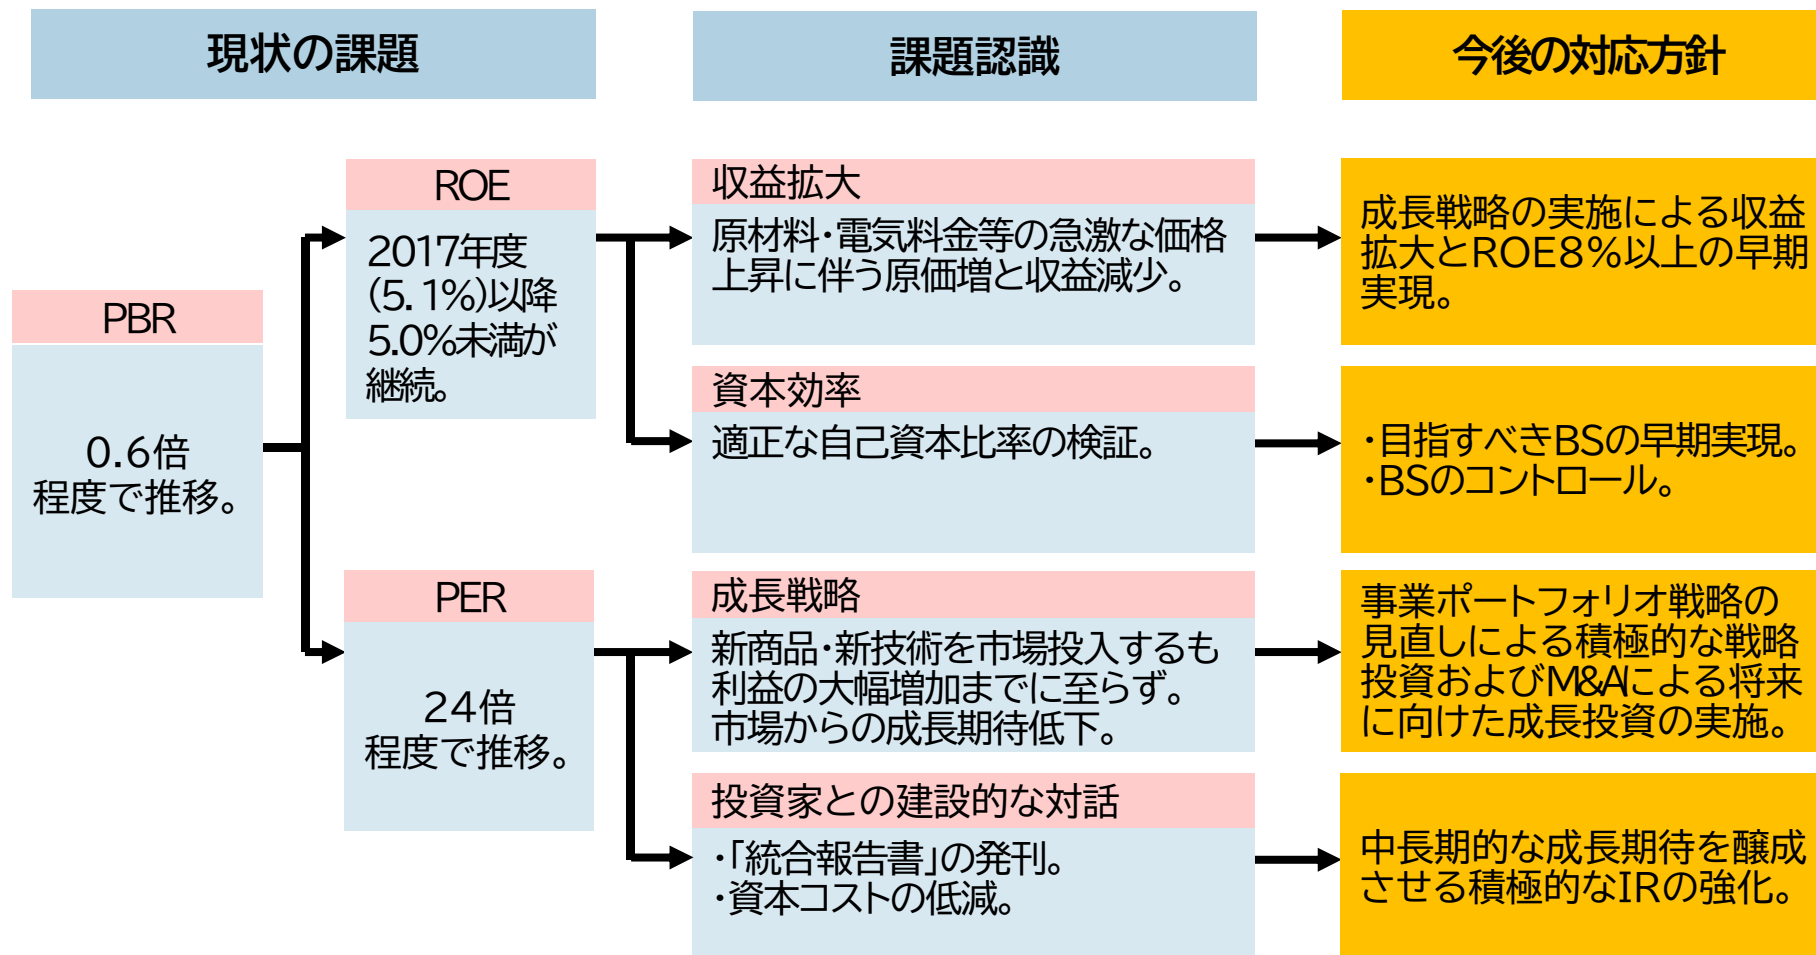 現状の課題
課題認識
今後の対応方針
PBR
0.6倍
程度で推移。
ROE
2017年度
(5.1%)以降
5.0%未満が
継続。
PER
24倍
程度で推移。
収益拡大
原材料・電気料金等の急激な価格
上昇に伴う原価増と収益減少。
成長戦略の実施による収益
拡大とROE8%以上の早期
実現。
資本効率
適正な自己資本比率の検証。
・目指すべきBSの早期実現。
・BSのコントロール。
成長戦略
新商品・新技術を市場投入するも
利益の大幅増加までに至らず。
市場からの成長期待低下。
事業ポートフォリオ戦略の
見直しによる積極的な戦略
投資およびM&Aによる将来
に向けた成長投資の実施。
投資家との建設的な対話
・「統合報告書」の発刊。
・資本コストの低減。
中長期的な成長期待を醸成
させる積極的なIRの強化。